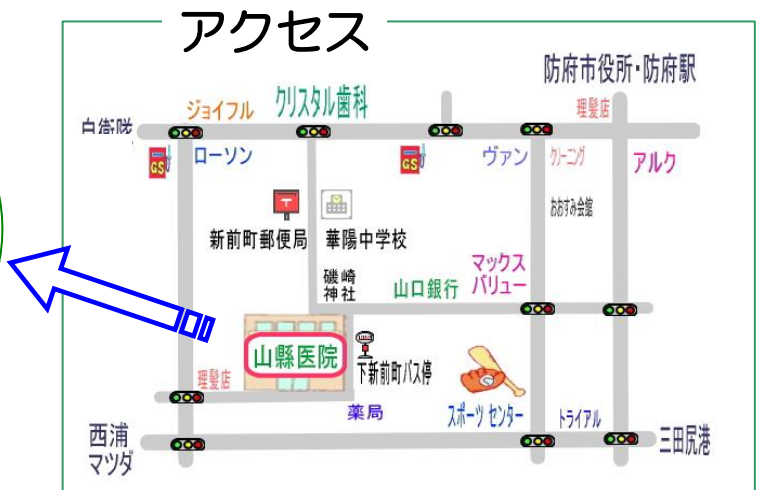 アクセス
防府市役所・防府駅
自衛隊
ジョイフル
クリスタル歯科
理髪店
GS
ローソン
GS
ヴァン
クリーニング
アルク
おおすみ会館
新前町郵便局
華陽中学校
磯崎
神社
山口銀行
マックス
バリュー
山縣医院
下新前町バス停
理髪店
薬局
スポーツ センター
トライアル
西浦
マツダ
三田尻港